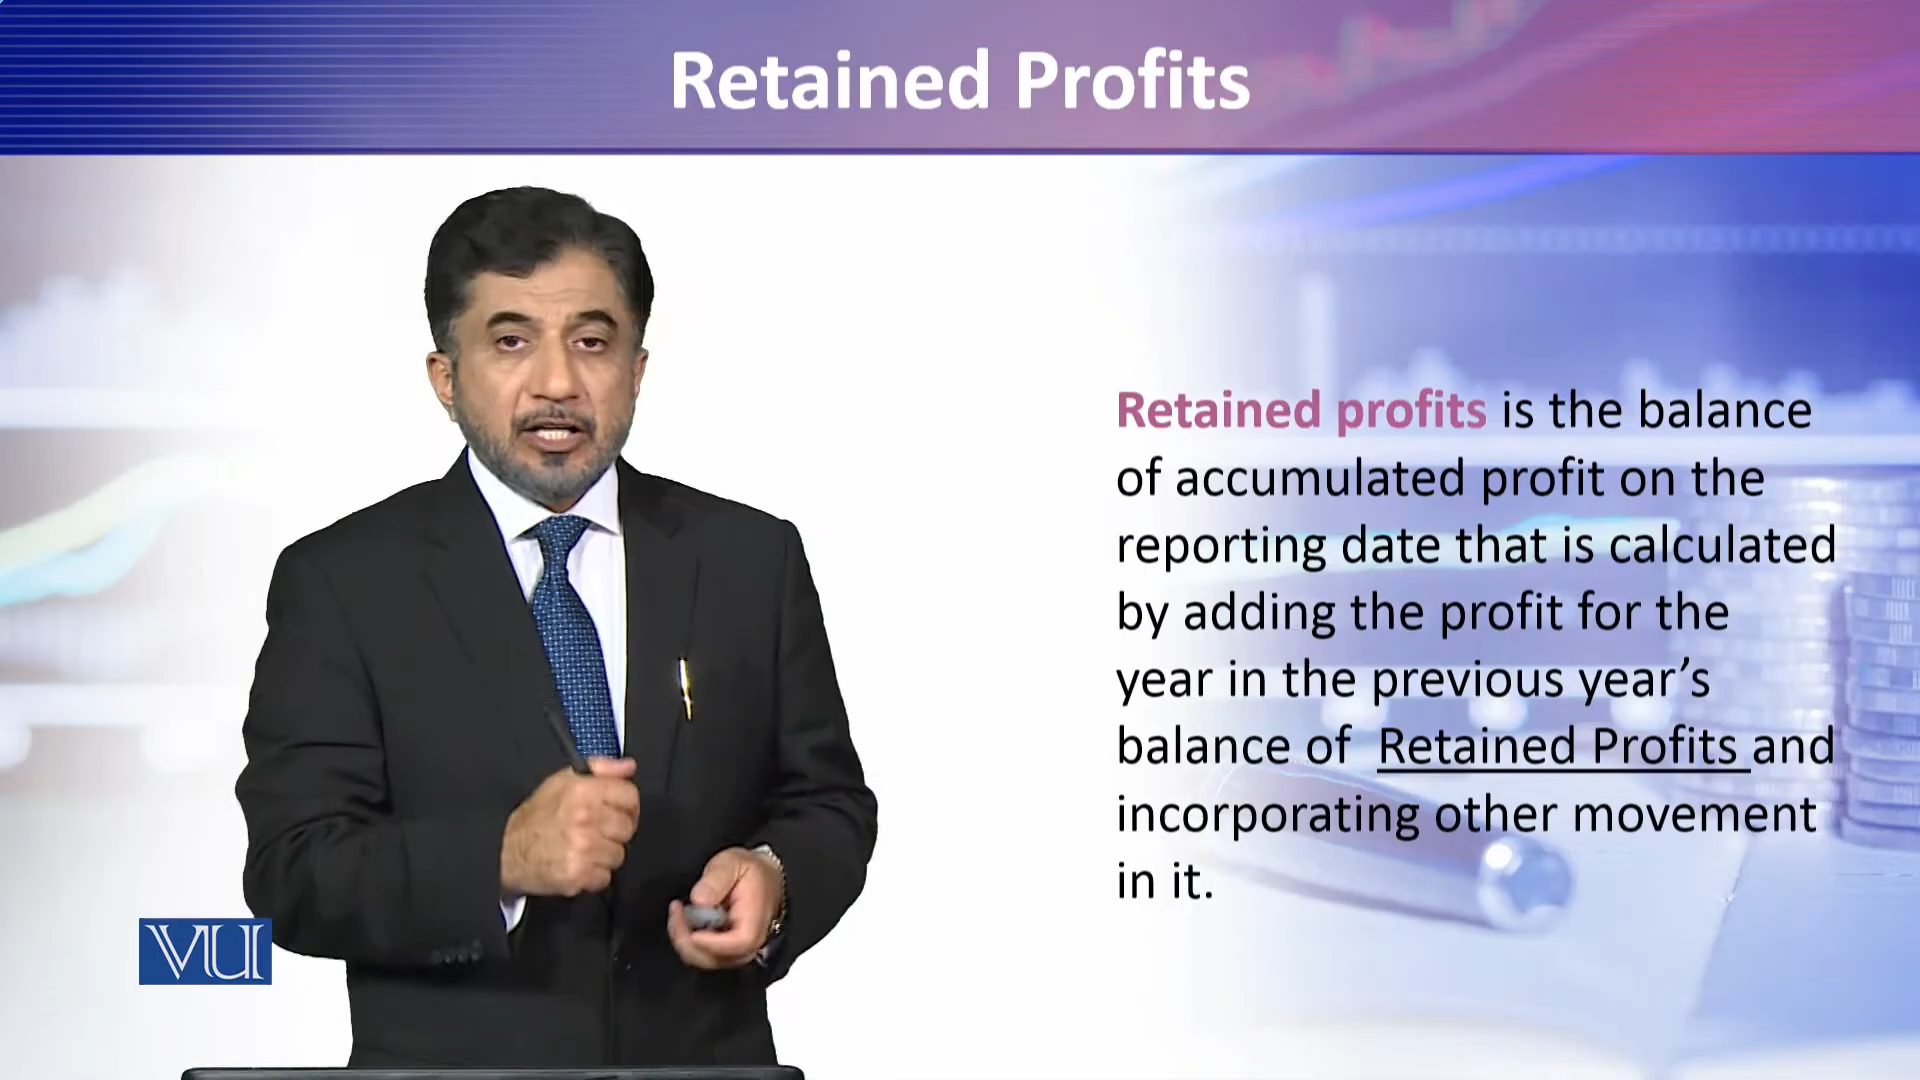 Retained Profits
Retained profits is the balance
of accumulated profit on the
reporting date that is calculated
by adding the profit for the
year in the previous year’s
balance of Retained Profits and
incorporating other movement
in it.
VU